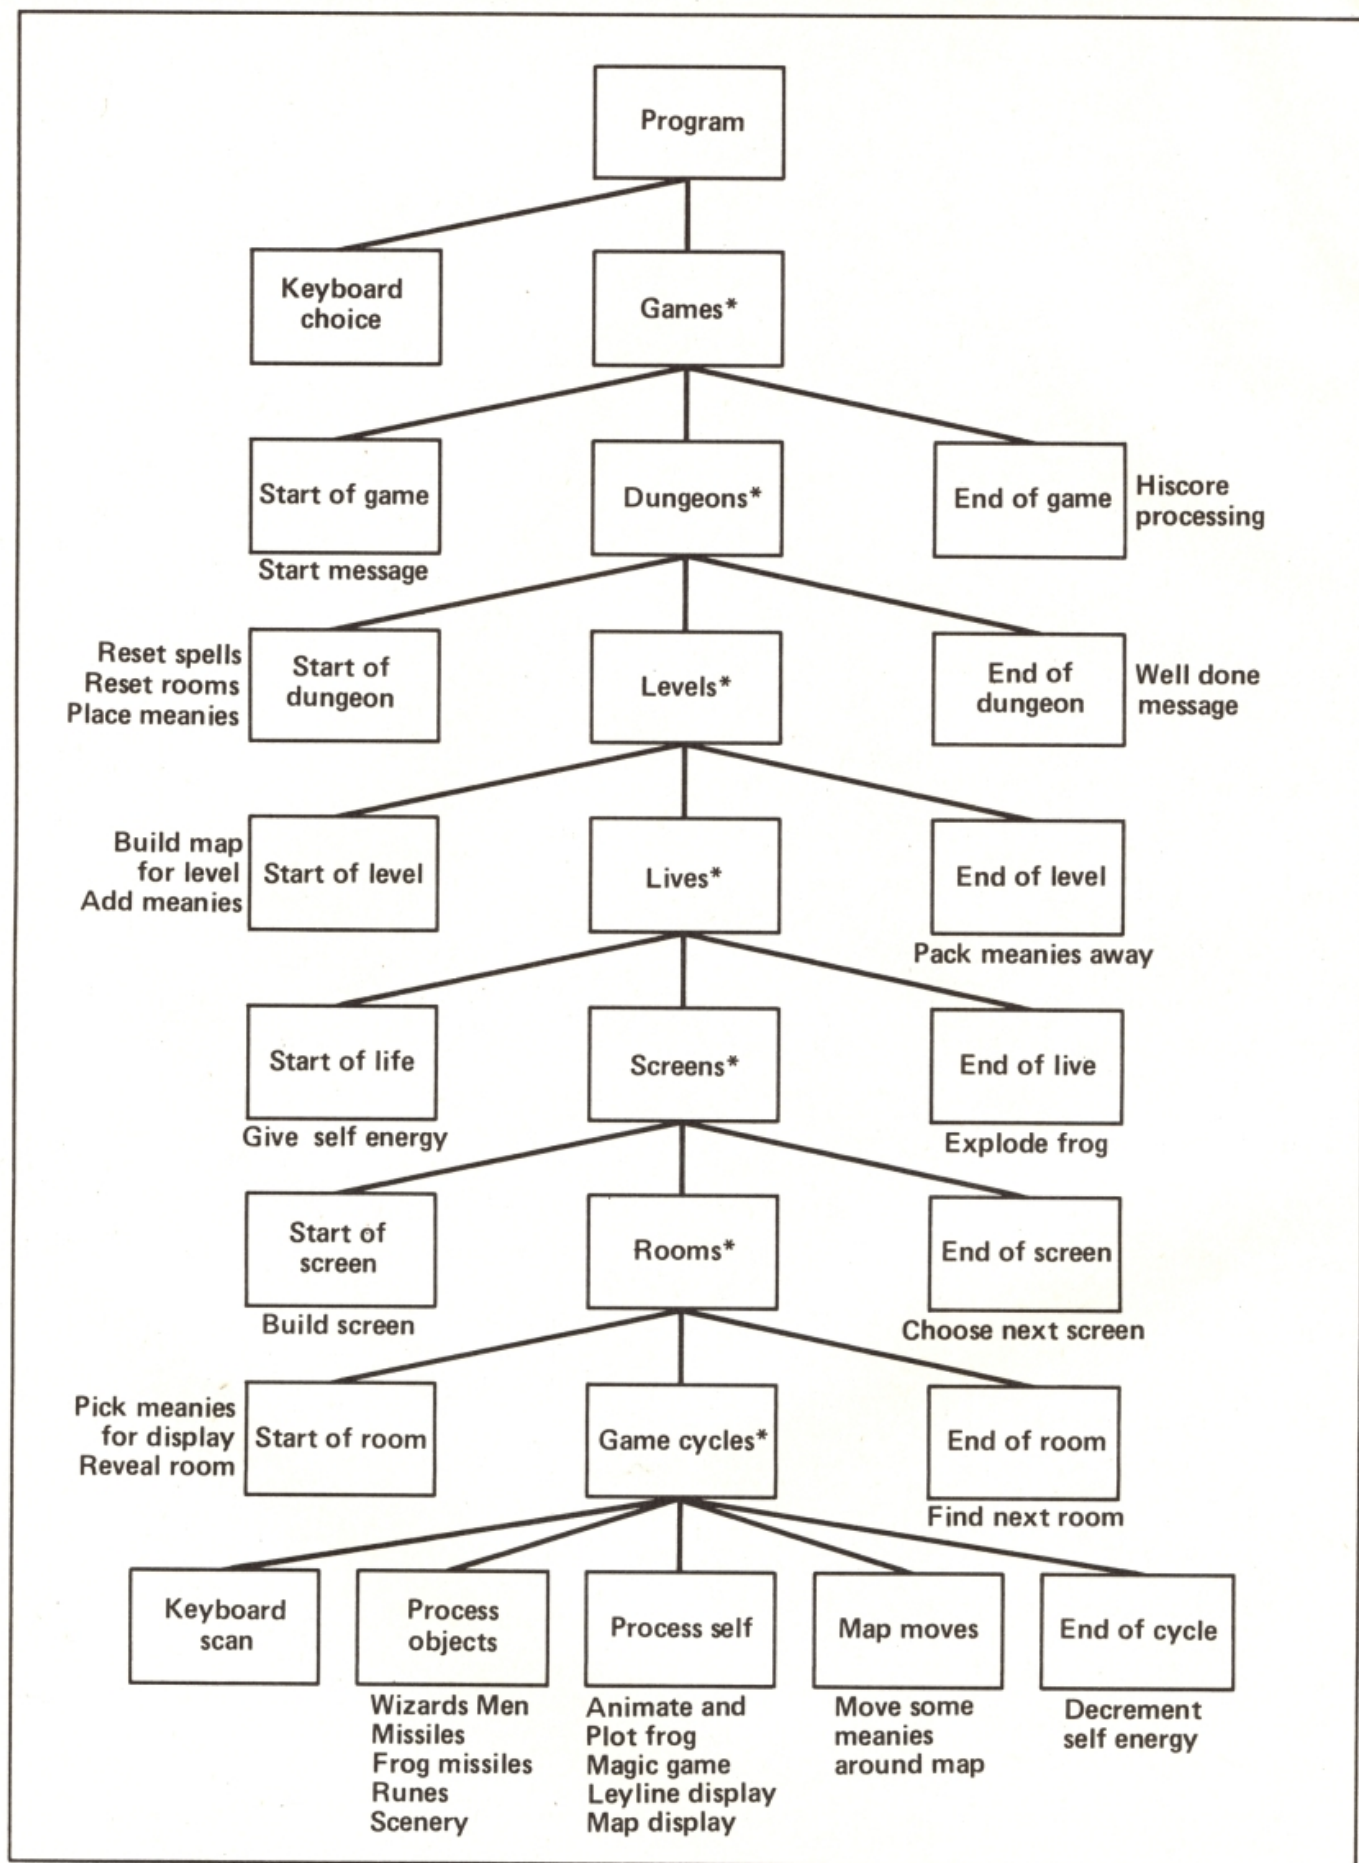 Program
Keyboard
choice
Games*
Start of game
Start message
Dungeons*
End of game
Hiscore
processing
Reset spells
Reset rooms
Place meanies
Start of
dungeon
Levels*
End of
dungeon
Well done
message
Build map
for level
Add meanies
Start of level
Lives*
End of level
Pack meanies away
Start of life
Give self energy
Screens*
End of live
Explode frog
Start of
screen
Build screen
Rooms*
End of screen
Choose next screen
Pick meanies
for display
Reveal room
Start of room
Game cycles*
End of room
Find next room
Keyboard
scan
Process
objects
Wizards Men
Missiles
Frog missiles
Runes
Scenery
Process self
Animate and
Plot frog
Magic game
Leyline display
Map display
Map moves
Move some
meanies
around map
End of cycle
Decrement
self energy